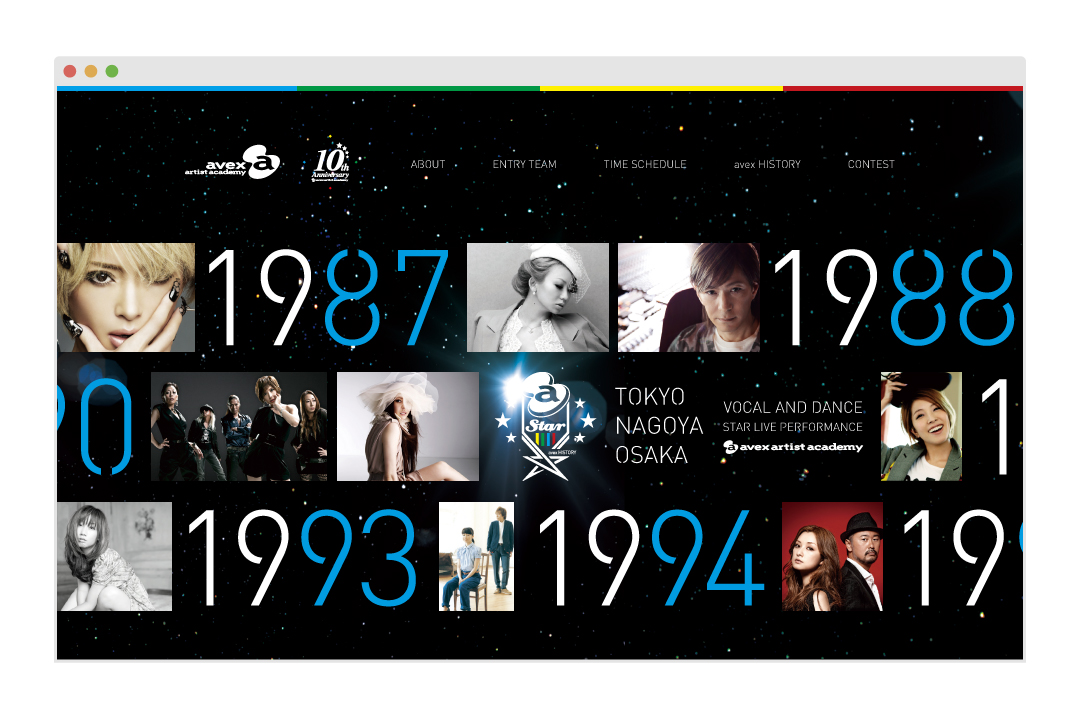 avex
artist academy
a
10th
Anniversary
ABOUT
ENTRY TEAM
TIME SCHEDULE
avex HISTORY
CONTEST
1987
1988
0
a
Star
avex HISTORY
TOKYO
NAGOYA
OSAKA
VOCAL AND DANCE
STAR LIVE PERFORMANCE
a avex artist academy
1
1993
1994
19